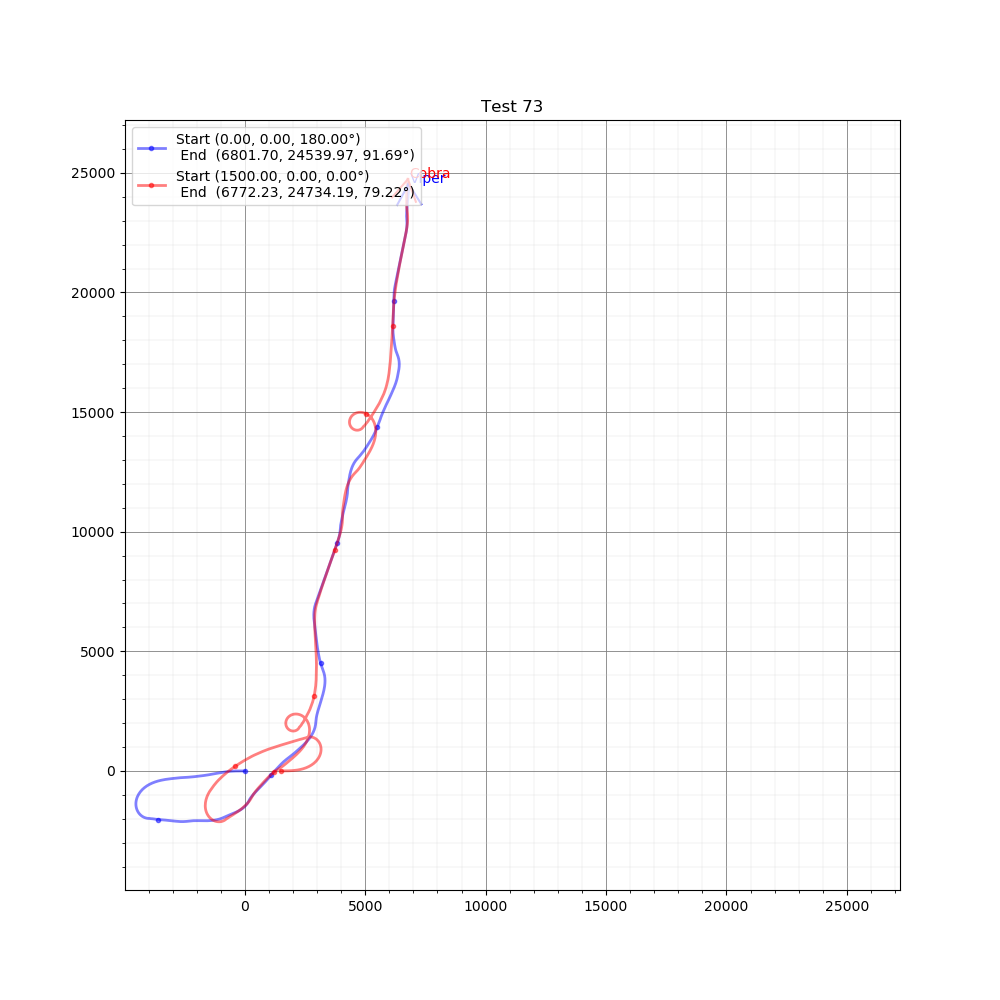 Test 73
Start (0.00, 0.00, 180.00°)
End (6801.70, 24539.97, 91.69°)
Start (1500.00, 0.00, 0.00°)
End (6772.23, 24734.19, 79.22°)
Cobra
Viper
25000
20000
15000
10000
5000
0
0 5000 10000 15000 20000 25000